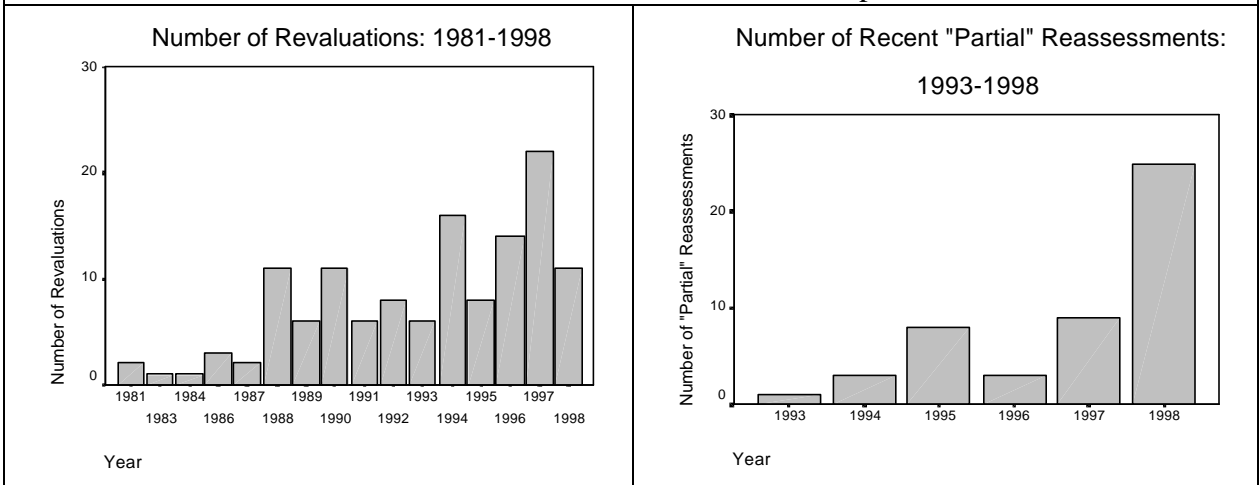 Number of Revaluations: 1981-1998
30
20
10
0
Number of Revaluations
1981 1984 1987 1989 1991 1993 1995 1997
1983 1986 1988 1990 1992 1994 1996 1998
Year
Number of Recent "Partial" Reassessments:
1993-1998
30
20
10
0
Number of "Partial" Reassessments
1993 1994 1995 1996 1997 1998
Year